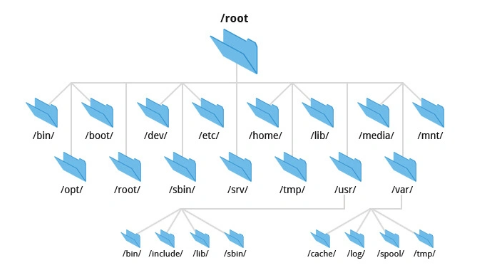 /root
/bin/ /boot/ /dev/ /etc/ /home/ /lib/ /media/ /mnt/
/opt/ /root/ /sbin/ /srv/ /tmp/ /usr/ /var/
/bin/ /include/ /lib/ /sbin/ /cache/ /log/ /spool/ /tmp/